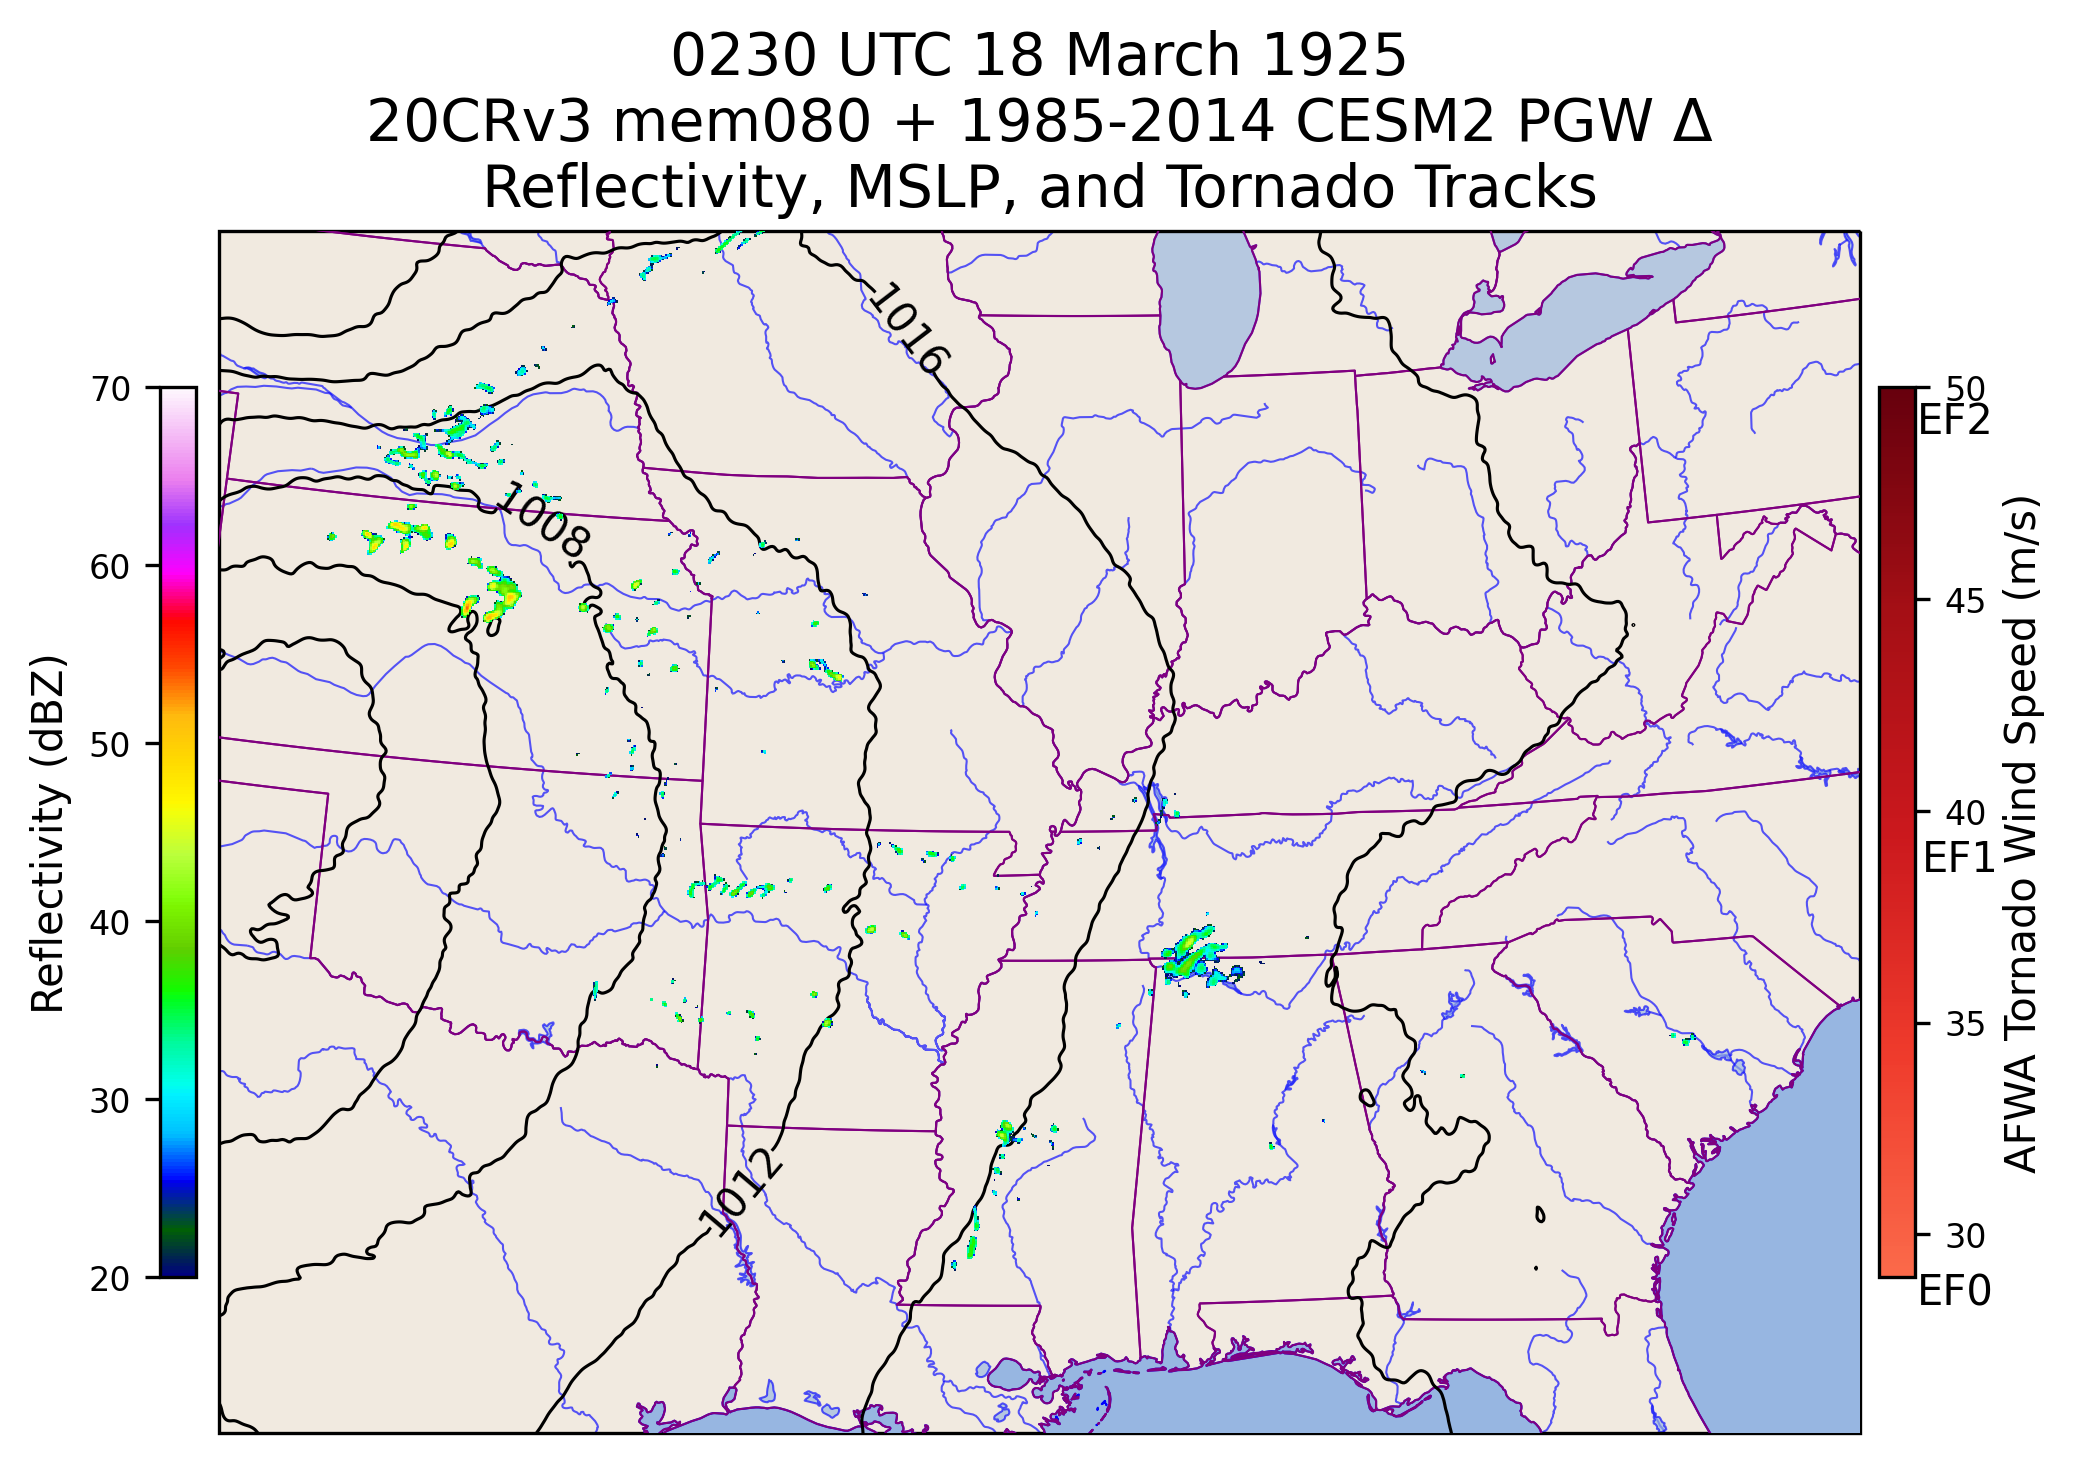 0230 UTC 18 March 1925
20CRv3 mem080 + 1985-2014 CESM2 PGW Δ
Reflectivity, MSLP, and Tornado Tracks
1016
1008
1012
70
60
50
40
30
20
Reflectivity (dBZ)
50
EF2
45
40
EF1
35
30
EF0
AFWA Tornado Wind Speed (m/s)